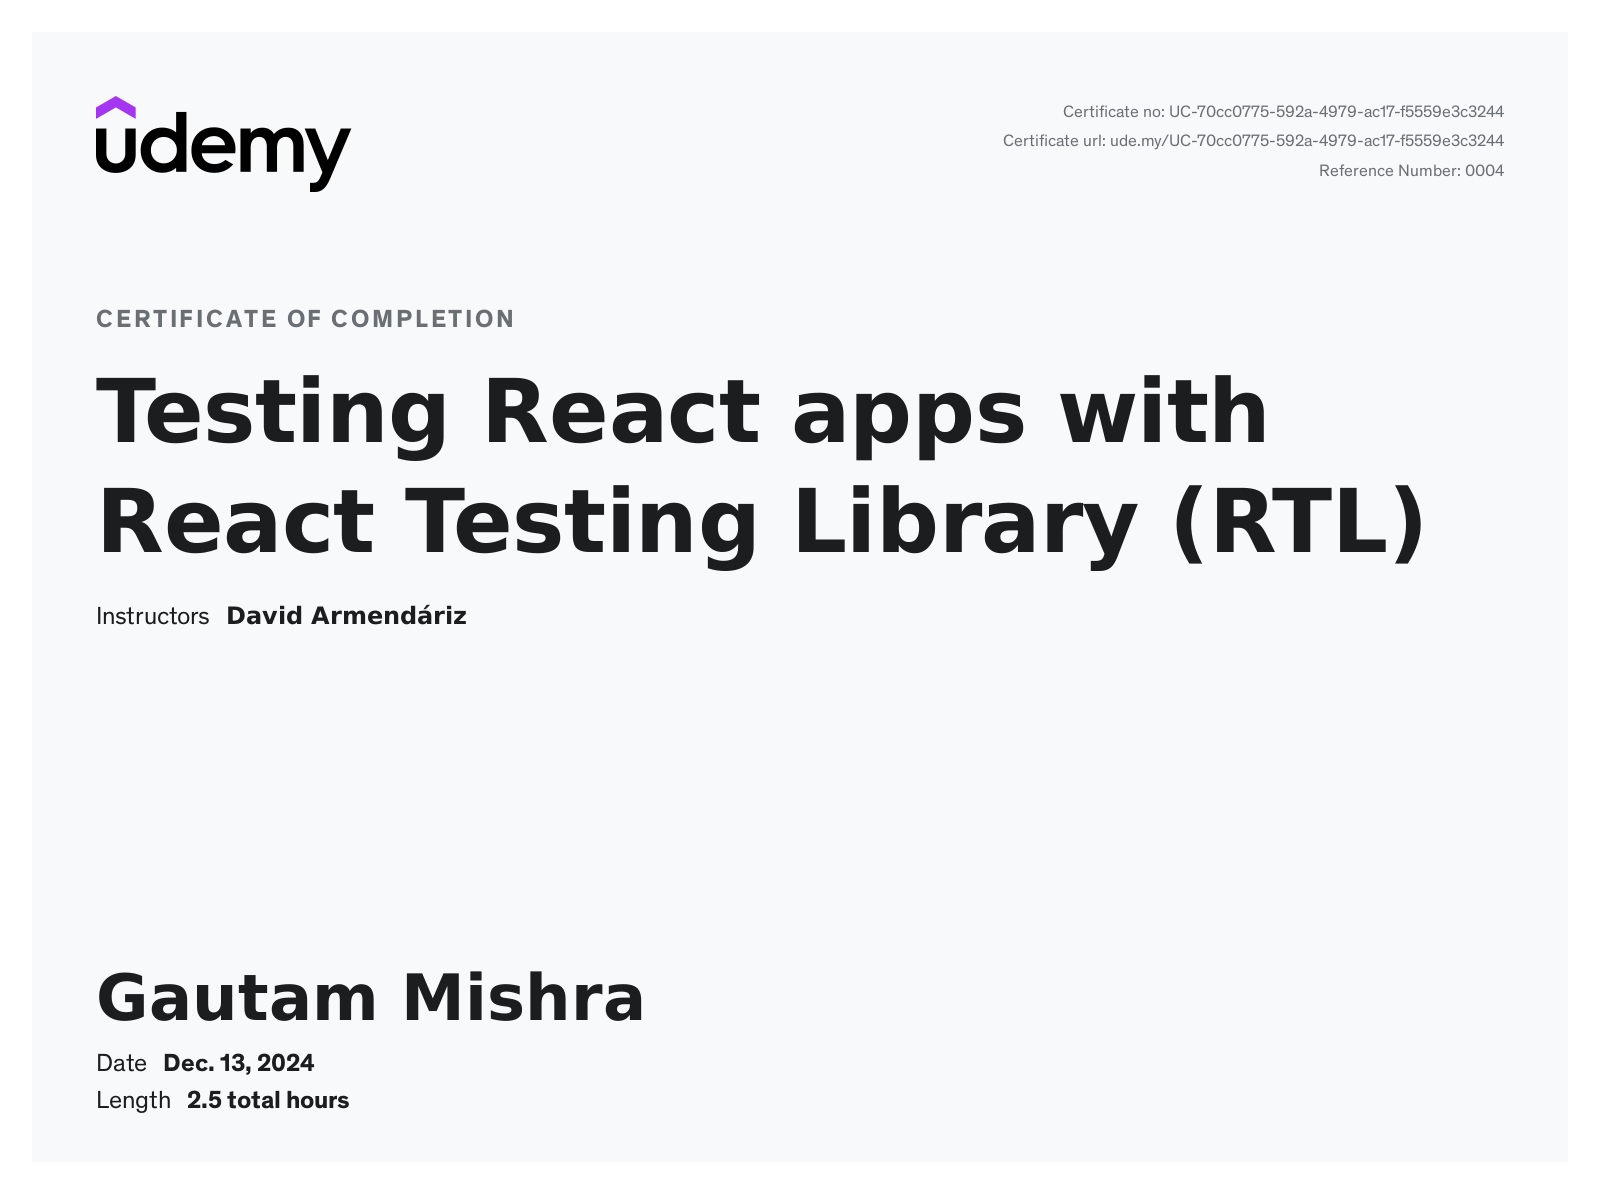 udemy
Certificate no: UC-70cc0775-592a-4979-ac17-f5559e3c3244
Certificate url: ude.my/UC-70cc0775-592a-4979-ac17-f5559e3c3244
Reference Number: 0004
CERTIFICATE OF COMPLETION
Testing React apps with
React Testing Library (RTL)
Instructors David Armendáriz
Gautam Mishra
Date Dec. 13, 2024
Length 2.5 total hours